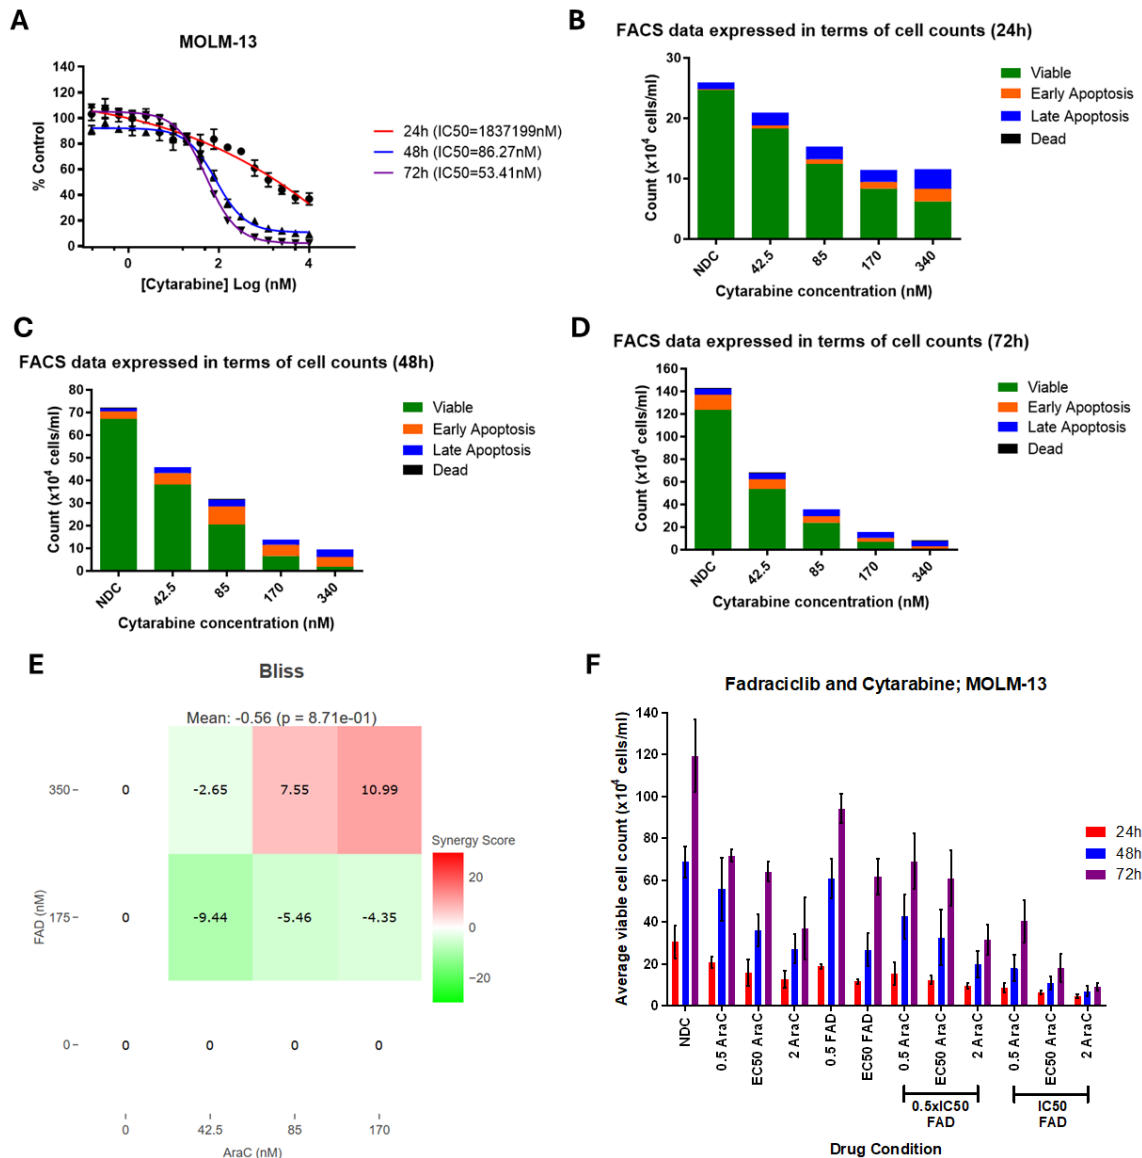 A
MOLM-13
140
120
100
80
60
40
20
0
% Control
0
2
4
[Cytarabine] Log (nM)
24h (IC50=1837199nM)
48h (IC50=86.27nM)
72h (IC50=53.41nM)
B
FACS data expressed in terms of cell counts (24h)
30
20
10
0
Count (x10⁴ cells/ml)
NDC
42.5
85
170
340
Cytarabine concentration (nM)
Viable
Early Apoptosis
Late Apoptosis
Dead
C
FACS data expressed in terms of cell counts (48h)
80
70
60
50
40
30
20
10
0
Count (x10⁴ cells/ml)
NDC
42.5
85
170
340
Cytarabine concentration (nM)
Viable
Early Apoptosis
Late Apoptosis
Dead
D
FACS data expressed in terms of cell counts (72h)
160
140
120
100
80
60
40
20
0
Count (x10⁴ cells/ml)
NDC
42.5
85
170
340
Cytarabine concentration (nM)
Viable
Early Apoptosis
Late Apoptosis
Dead
E
Bliss
Mean: -0.56 (p = 8.71e-01)
350
0
-2.65
7.55
10.99
175
0
-9.44
-5.46
-4.35
0
0
0
0
0
FAD (nM)
0
42.5
85
170
AraC (nM)
Synergy Score
20
0
−20
F
Fadraciclib and Cytarabine; MOLM-13
140
120
100
80
60
40
20
0
Average viable cell count (x10⁴ cells/ml)
NDC
0.5 AraC
EC50 AraC
2 AraC
0.5 FAD
EC50 FAD
0.5 AraC
EC50 AraC
2 AraC
0.5 AraC
EC50 AraC
2 AraC
0.5xIC50
FAD
IC50
FAD
Drug Condition
24h
48h
72h